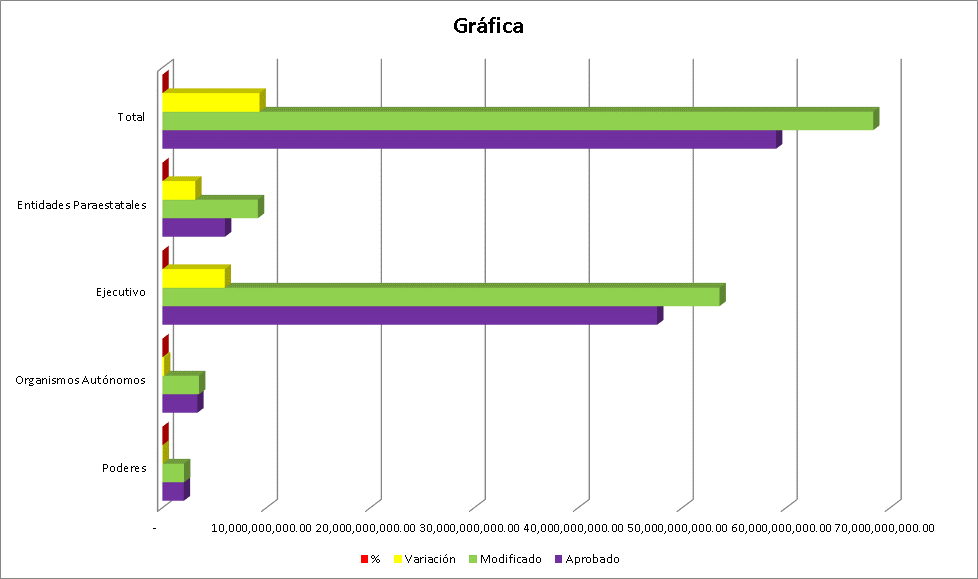 Gráfica
Total
Entidades Paraestatales
Ejecutivo
Organismos Autónomos
Poderes
- 10,000,000,000.00 20,000,000,000.00 30,000,000,000.00 40,000,000,000.00 50,000,000,000.00 60,000,000,000.00 70,000,000,000.00
% Variación Modificado Aprobado